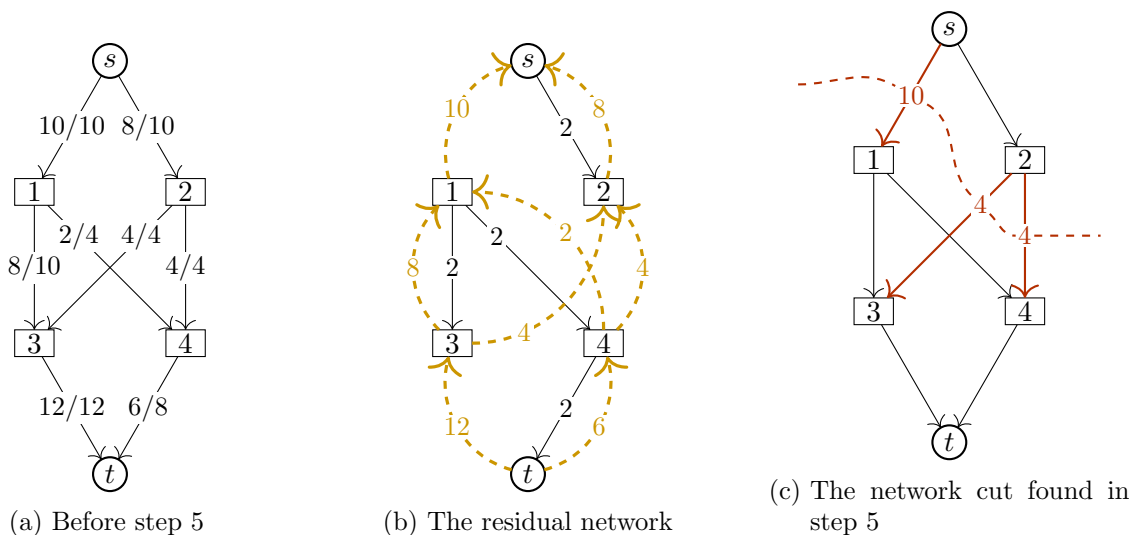 s
10/10 8/10
1 2
2/4 4/4
8/10 4/4
3 4
12/12 6/8
t
(a) Before step 5
s
10 8
2
1 2
2 2
8 2 4
4
3 4
12 2 6
t
(b) The residual network
s
10
1 2
4
4
3 4
t
(c) The network cut found in
step 5